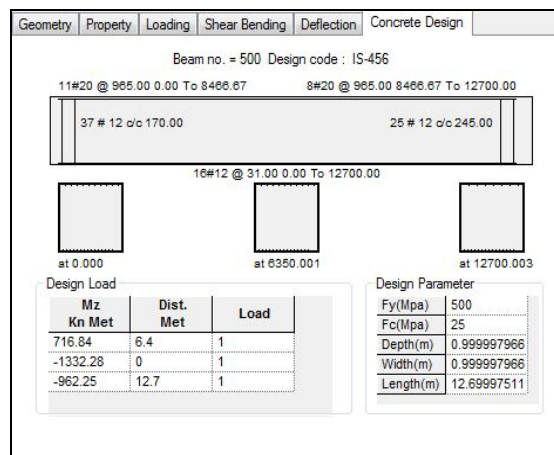 Geometry Property Loading Shear Bending Deflection Concrete Design
Beam no. = 500 Design code : IS-456
11#20 @ 965.00 0.00 To 8466.67 8#20 @ 965.00 8466.67 To 12700.00
37 # 12 c/c 170.00 25 # 12 c/c 245.00
16#12 @ 31.00 0.00 To 12700.00
at 0.000 at 6350.001 at 12700.003
Design Load Design Parameter
Mz Kn Met Dist. Met Load
716.84 6.4 1
-1332.28 0 1
-962.25 12.7 1
Fy(Mpa) 500
Fc(Mpa) 25
Depth(m) 0.999997966
Width(m) 0.999997966
Length(m) 12.69997511